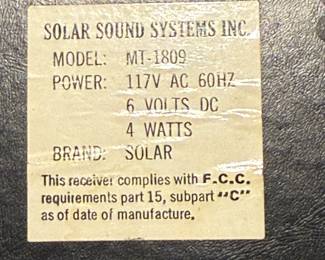 SOLAR SOUND SYSTEMS INC.
MODEL: MT-1809
POWER: 117V AC 60HZ
6 VOLTS DC
4 WATTS
BRAND: SOLAR
This receiver complies with F.C.C.
requirements part 15, subpart "C"
as of date of manufacture.